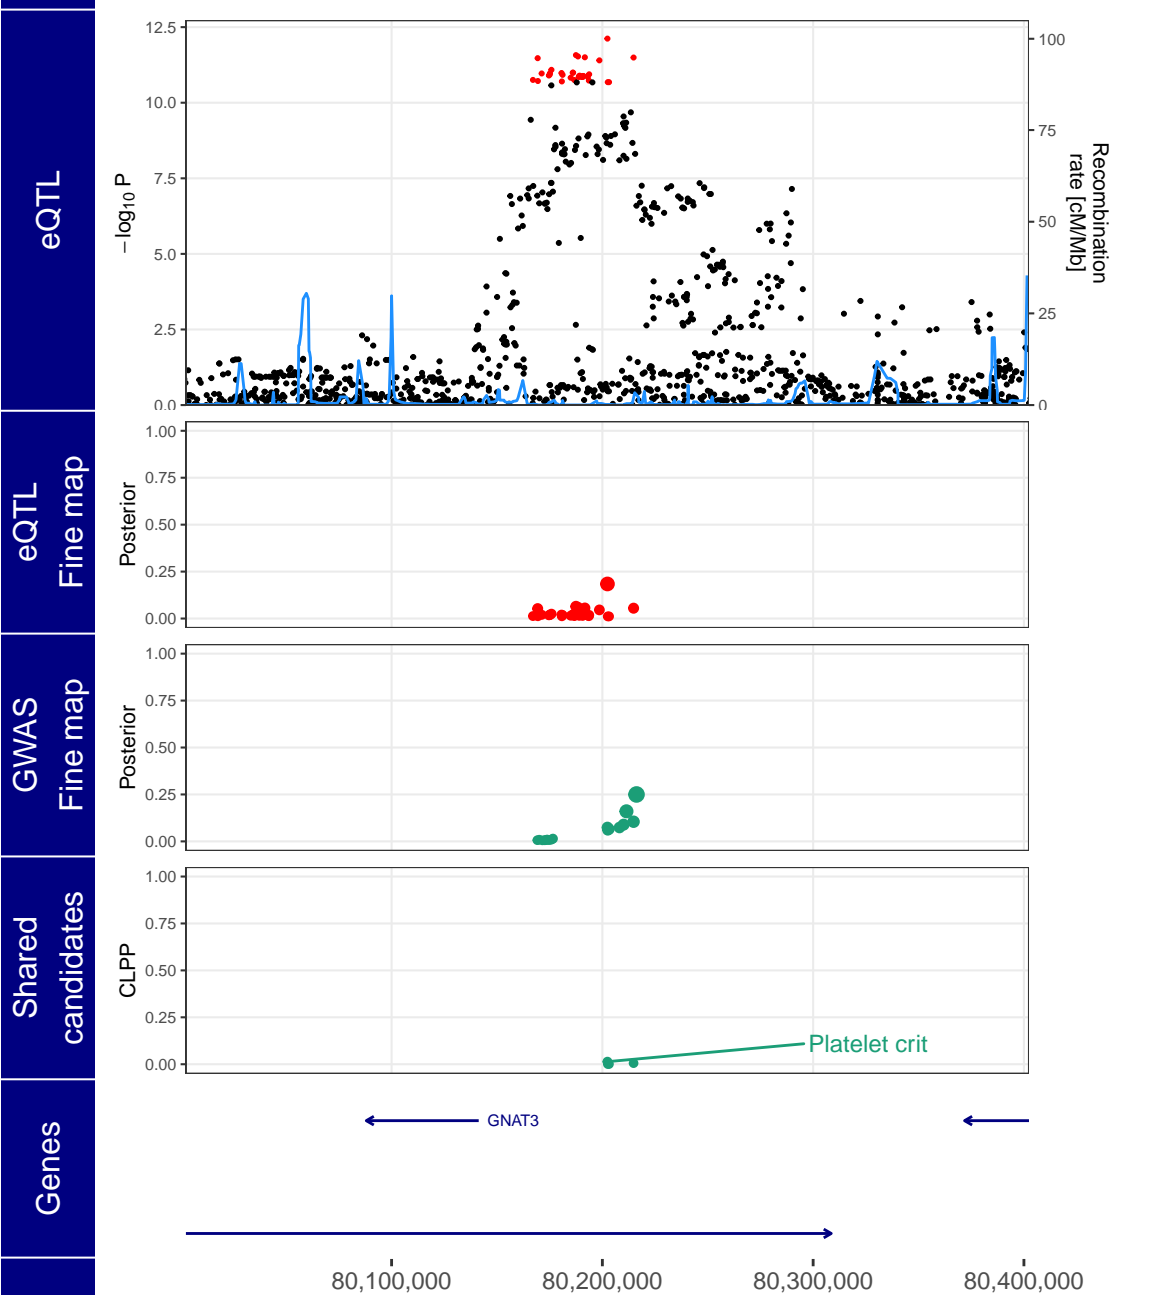 eQTL
−log10 P
12.5
10.0
7.5
5.0
2.5
0.0
100
75
50
25
0
Recombination
rate [cM/Mb]
eQTL
Fine map
Posterior
1.00
0.75
0.50
0.25
0.00
GWAS
Fine map
Posterior
1.00
0.75
0.50
0.25
0.00
Shared
candidates
CLPP
1.00
0.75
0.50
0.25
0.00
Platelet crit
Genes
GNAT3
80,100,000
80,200,000
80,300,000
80,400,000